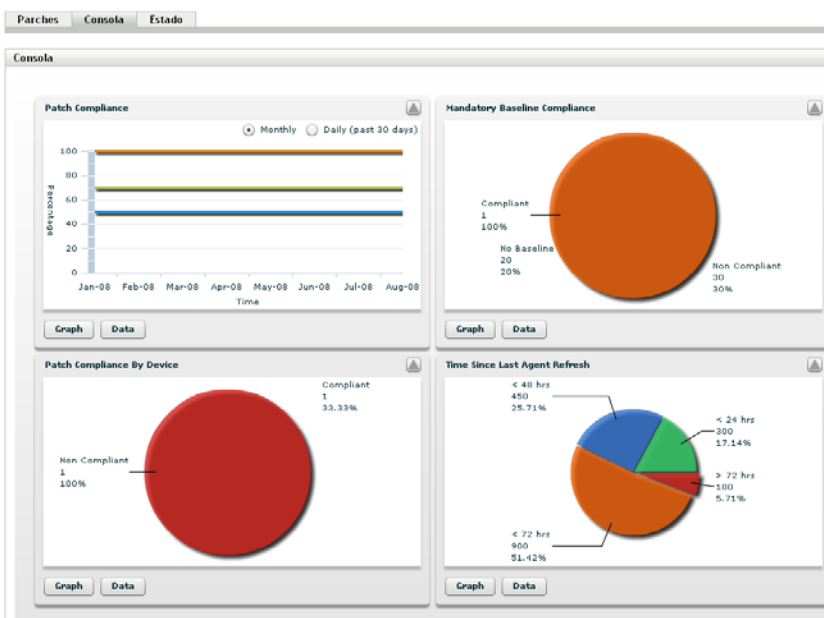 Parches Consola Estado
Consola
Patch Compliance
Monthly Daily (past 30 days)
100
80
60
40
20
0
Percentage
Jan-08 Feb-08 Mar-08 Apr-08 May-08 Jun-08 Jul-08 Aug-08
Time
Graph Data
Mandatory Baseline Compliance
Compliant
1
100%
No Baseline
20
20%
Non Compliant
30
30%
Graph Data
Patch Compliance By Device
Compliant
1
33.33%
Non Compliant
1
100%
Graph Data
Time Since Last Agent Refresh
< 48 hrs
450
25.71%
< 24 hrs
300
17.14%
> 72 hrs
100
5.71%
< 72 hrs
900
51.42%
Graph Data